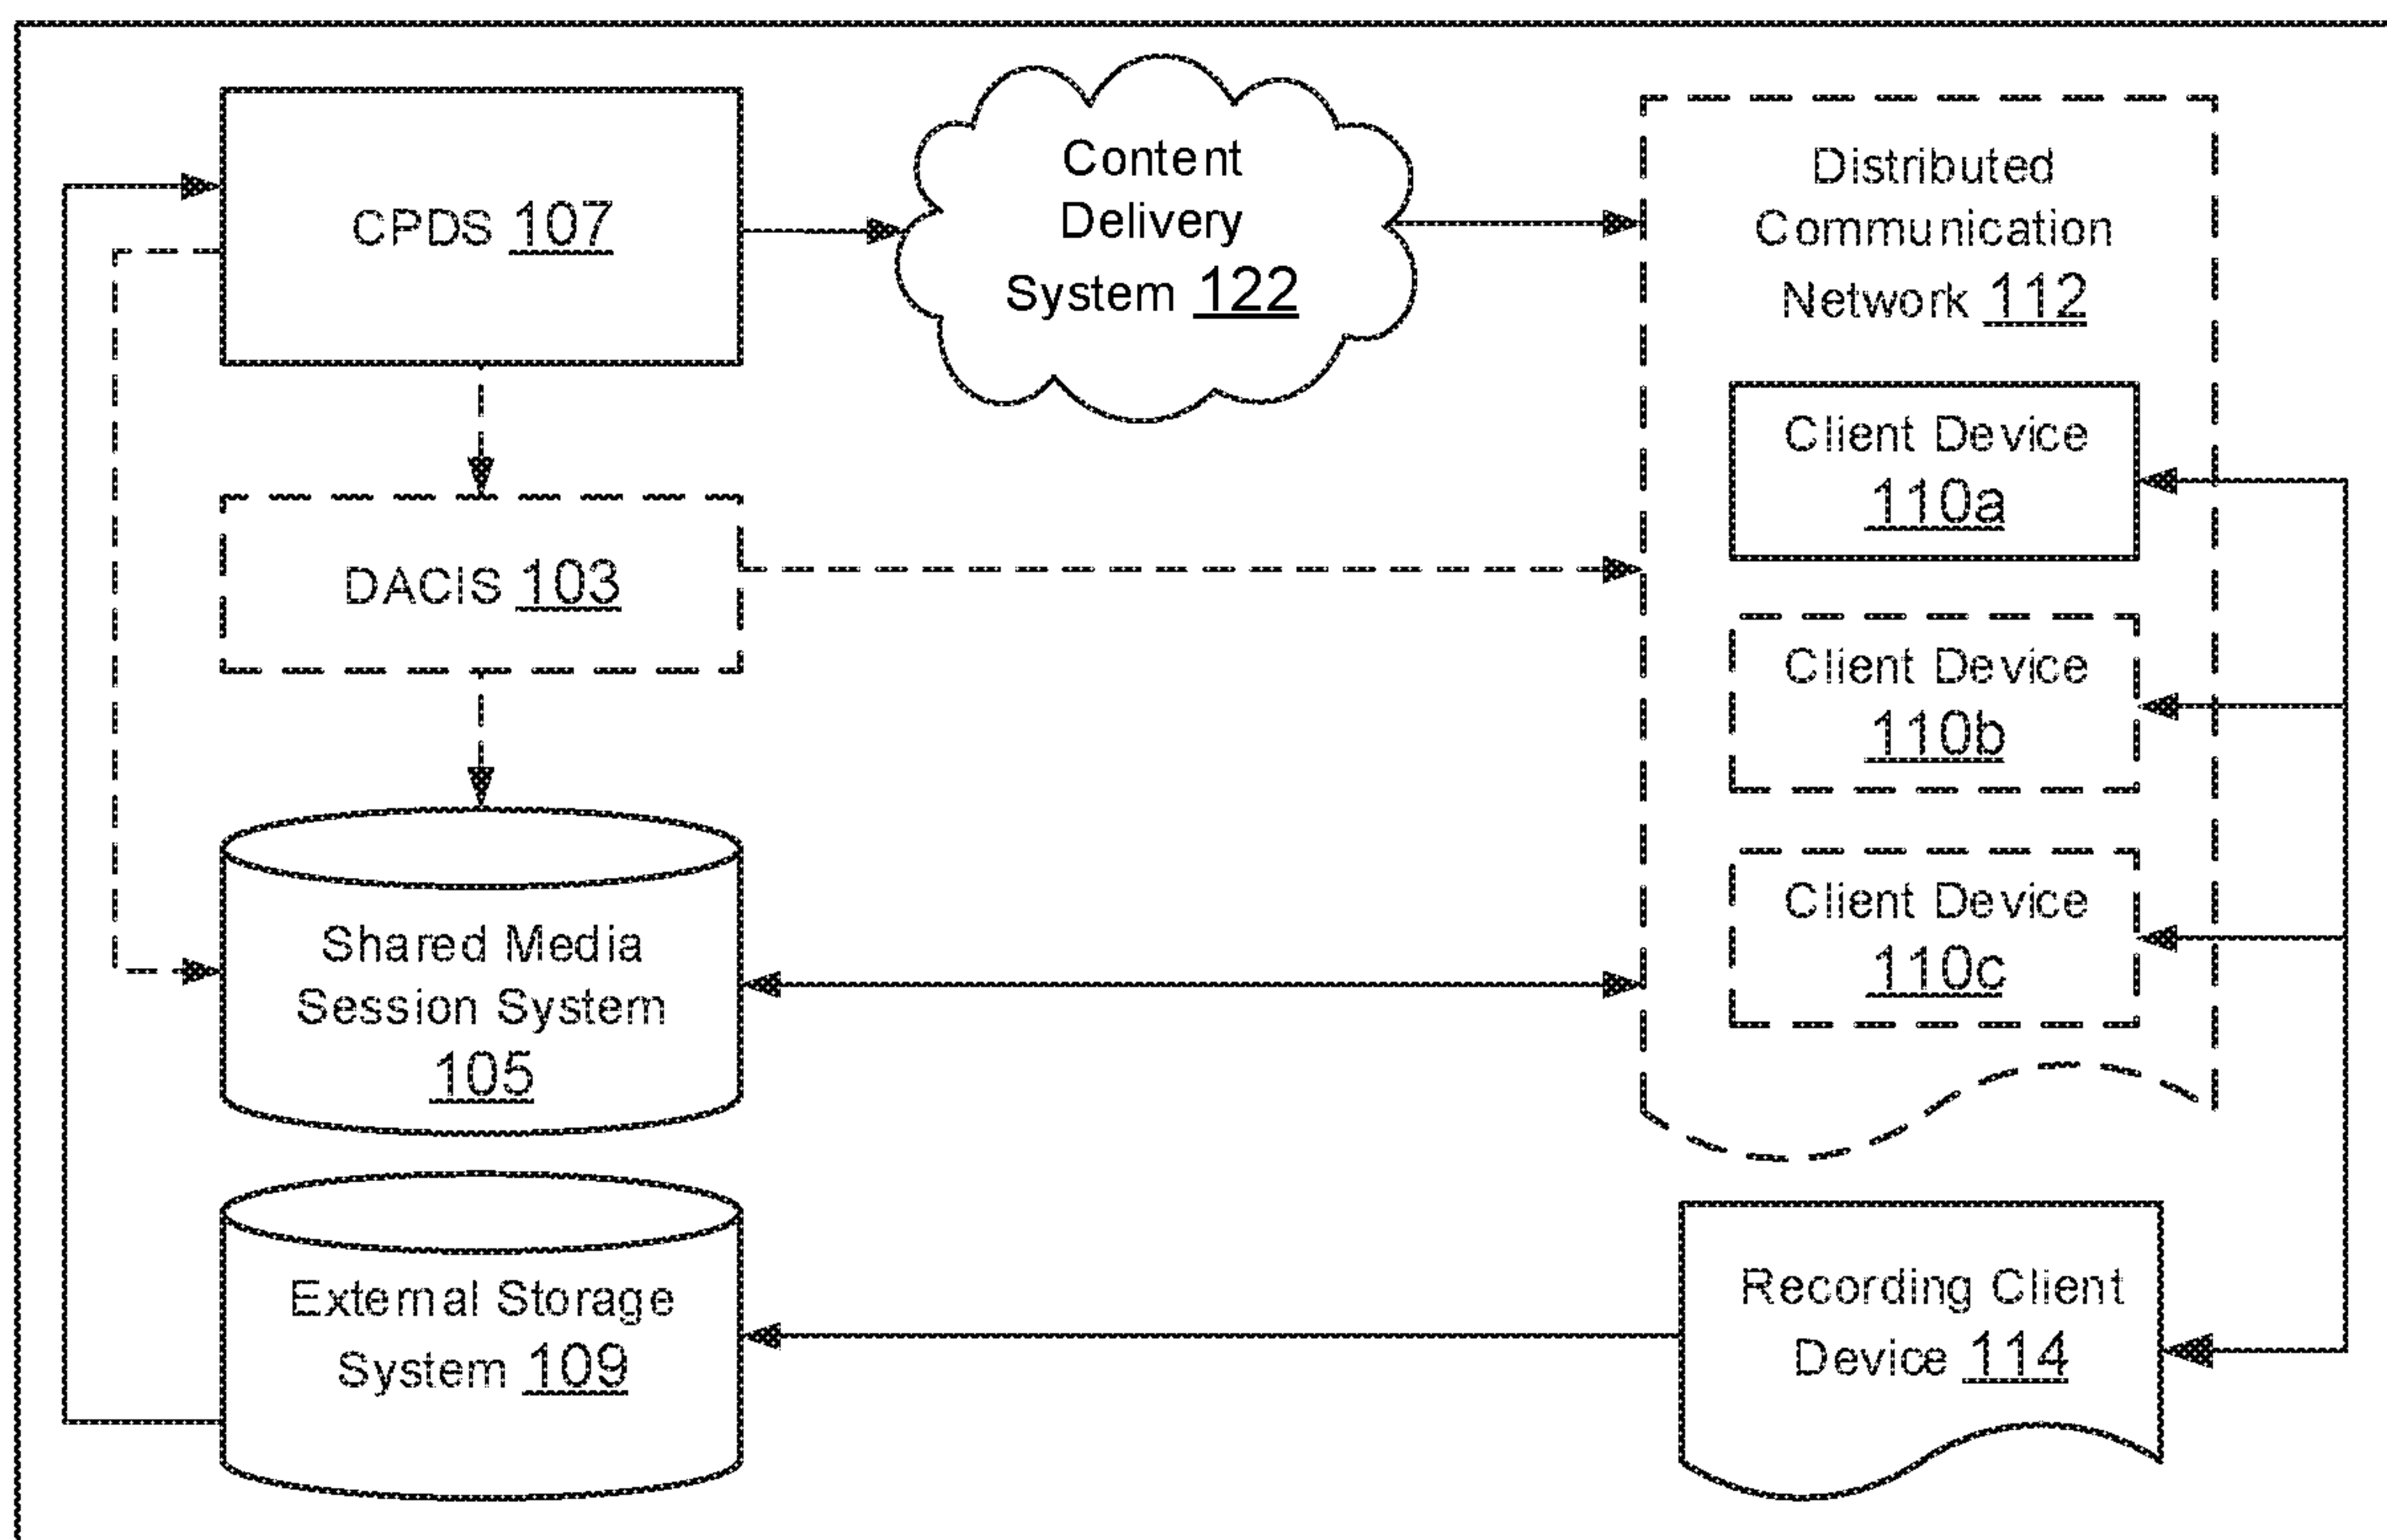 CPDS 107
Content
Delivery
System 122
Distributed
Communication
Network 112
Client Device
110a
DACIS 103
Client Device
110b
Client Device
110c
Shared Media
Session System
105
External Storage
System 109
Recording Client
Device 114